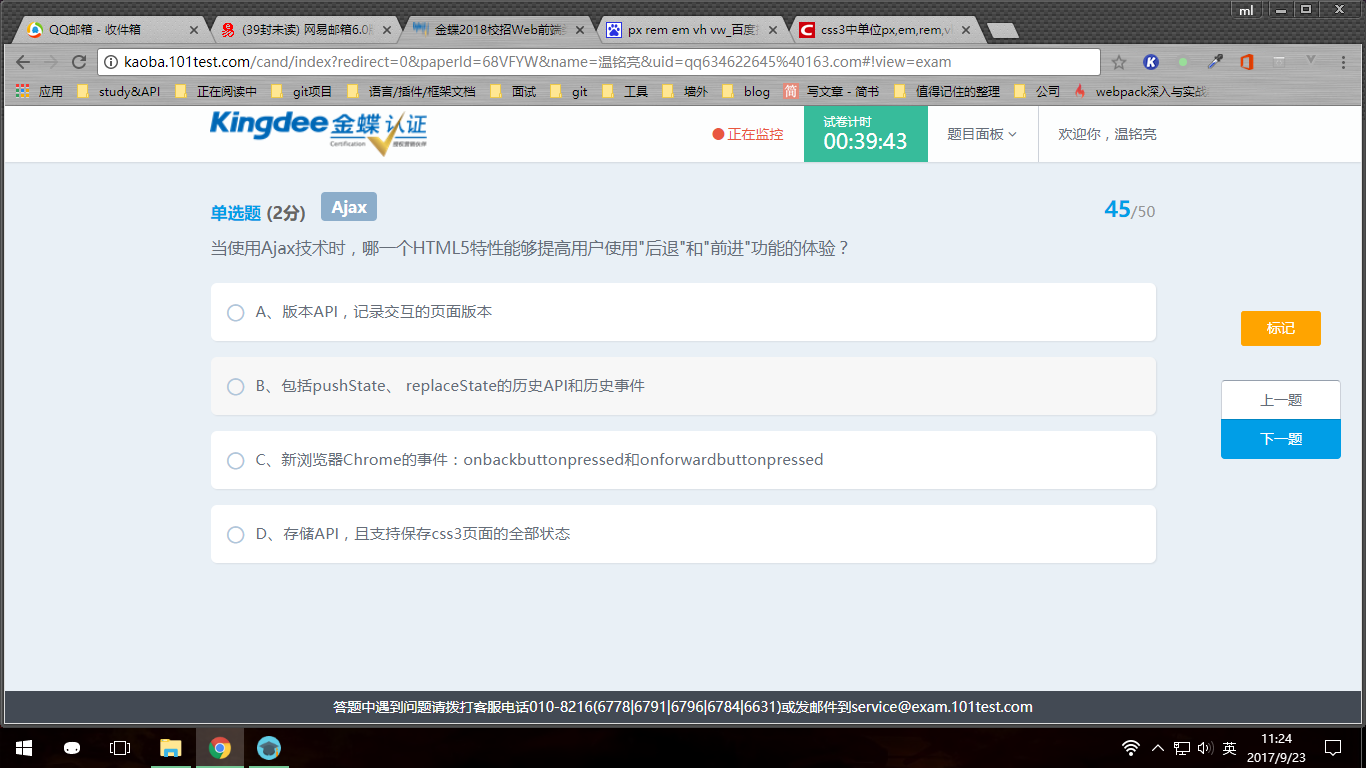 ml
QQ邮箱 - 收件箱
(39封未读) 网易邮箱6.0
金蝶2018校招Web前端
px rem em vh vw_百度
css3中单位px,em,rem,v
kaoba.101test.com/cand/index?redirect=0&paperId=68VFYW&name=温铭亮&uid=qq634622645%40163.com#!view=exam
应用 study&API 正在阅读中 git项目 语言/插件/框架文档 面试 git 工具 墙外 blog 简 写文章 - 简书 值得记住的整理 公司 webpack深入与实战
Kingdee金蝶认证
Certification 授权营销伙伴
正在监控
试卷计时
00:39:43
题目面板
欢迎你，温铭亮
单选题 (2分) Ajax
45/50
当使用Ajax技术时，哪一个HTML5特性能够提高用户使用"后退"和"前进"功能的体验？
A、版本API，记录交互的页面版本
B、包括pushState、 replaceState的历史API和历史事件
C、新浏览器Chrome的事件：onbackbuttonpressed和onforwardbuttonpressed
D、存储API，且支持保存css3页面的全部状态
标记
上一题
下一题
答题中遇到问题请拨打客服电话010-8216(6778|6791|6796|6784|6631)或发邮件到service@exam.101test.com
英
11:24
2017/9/23